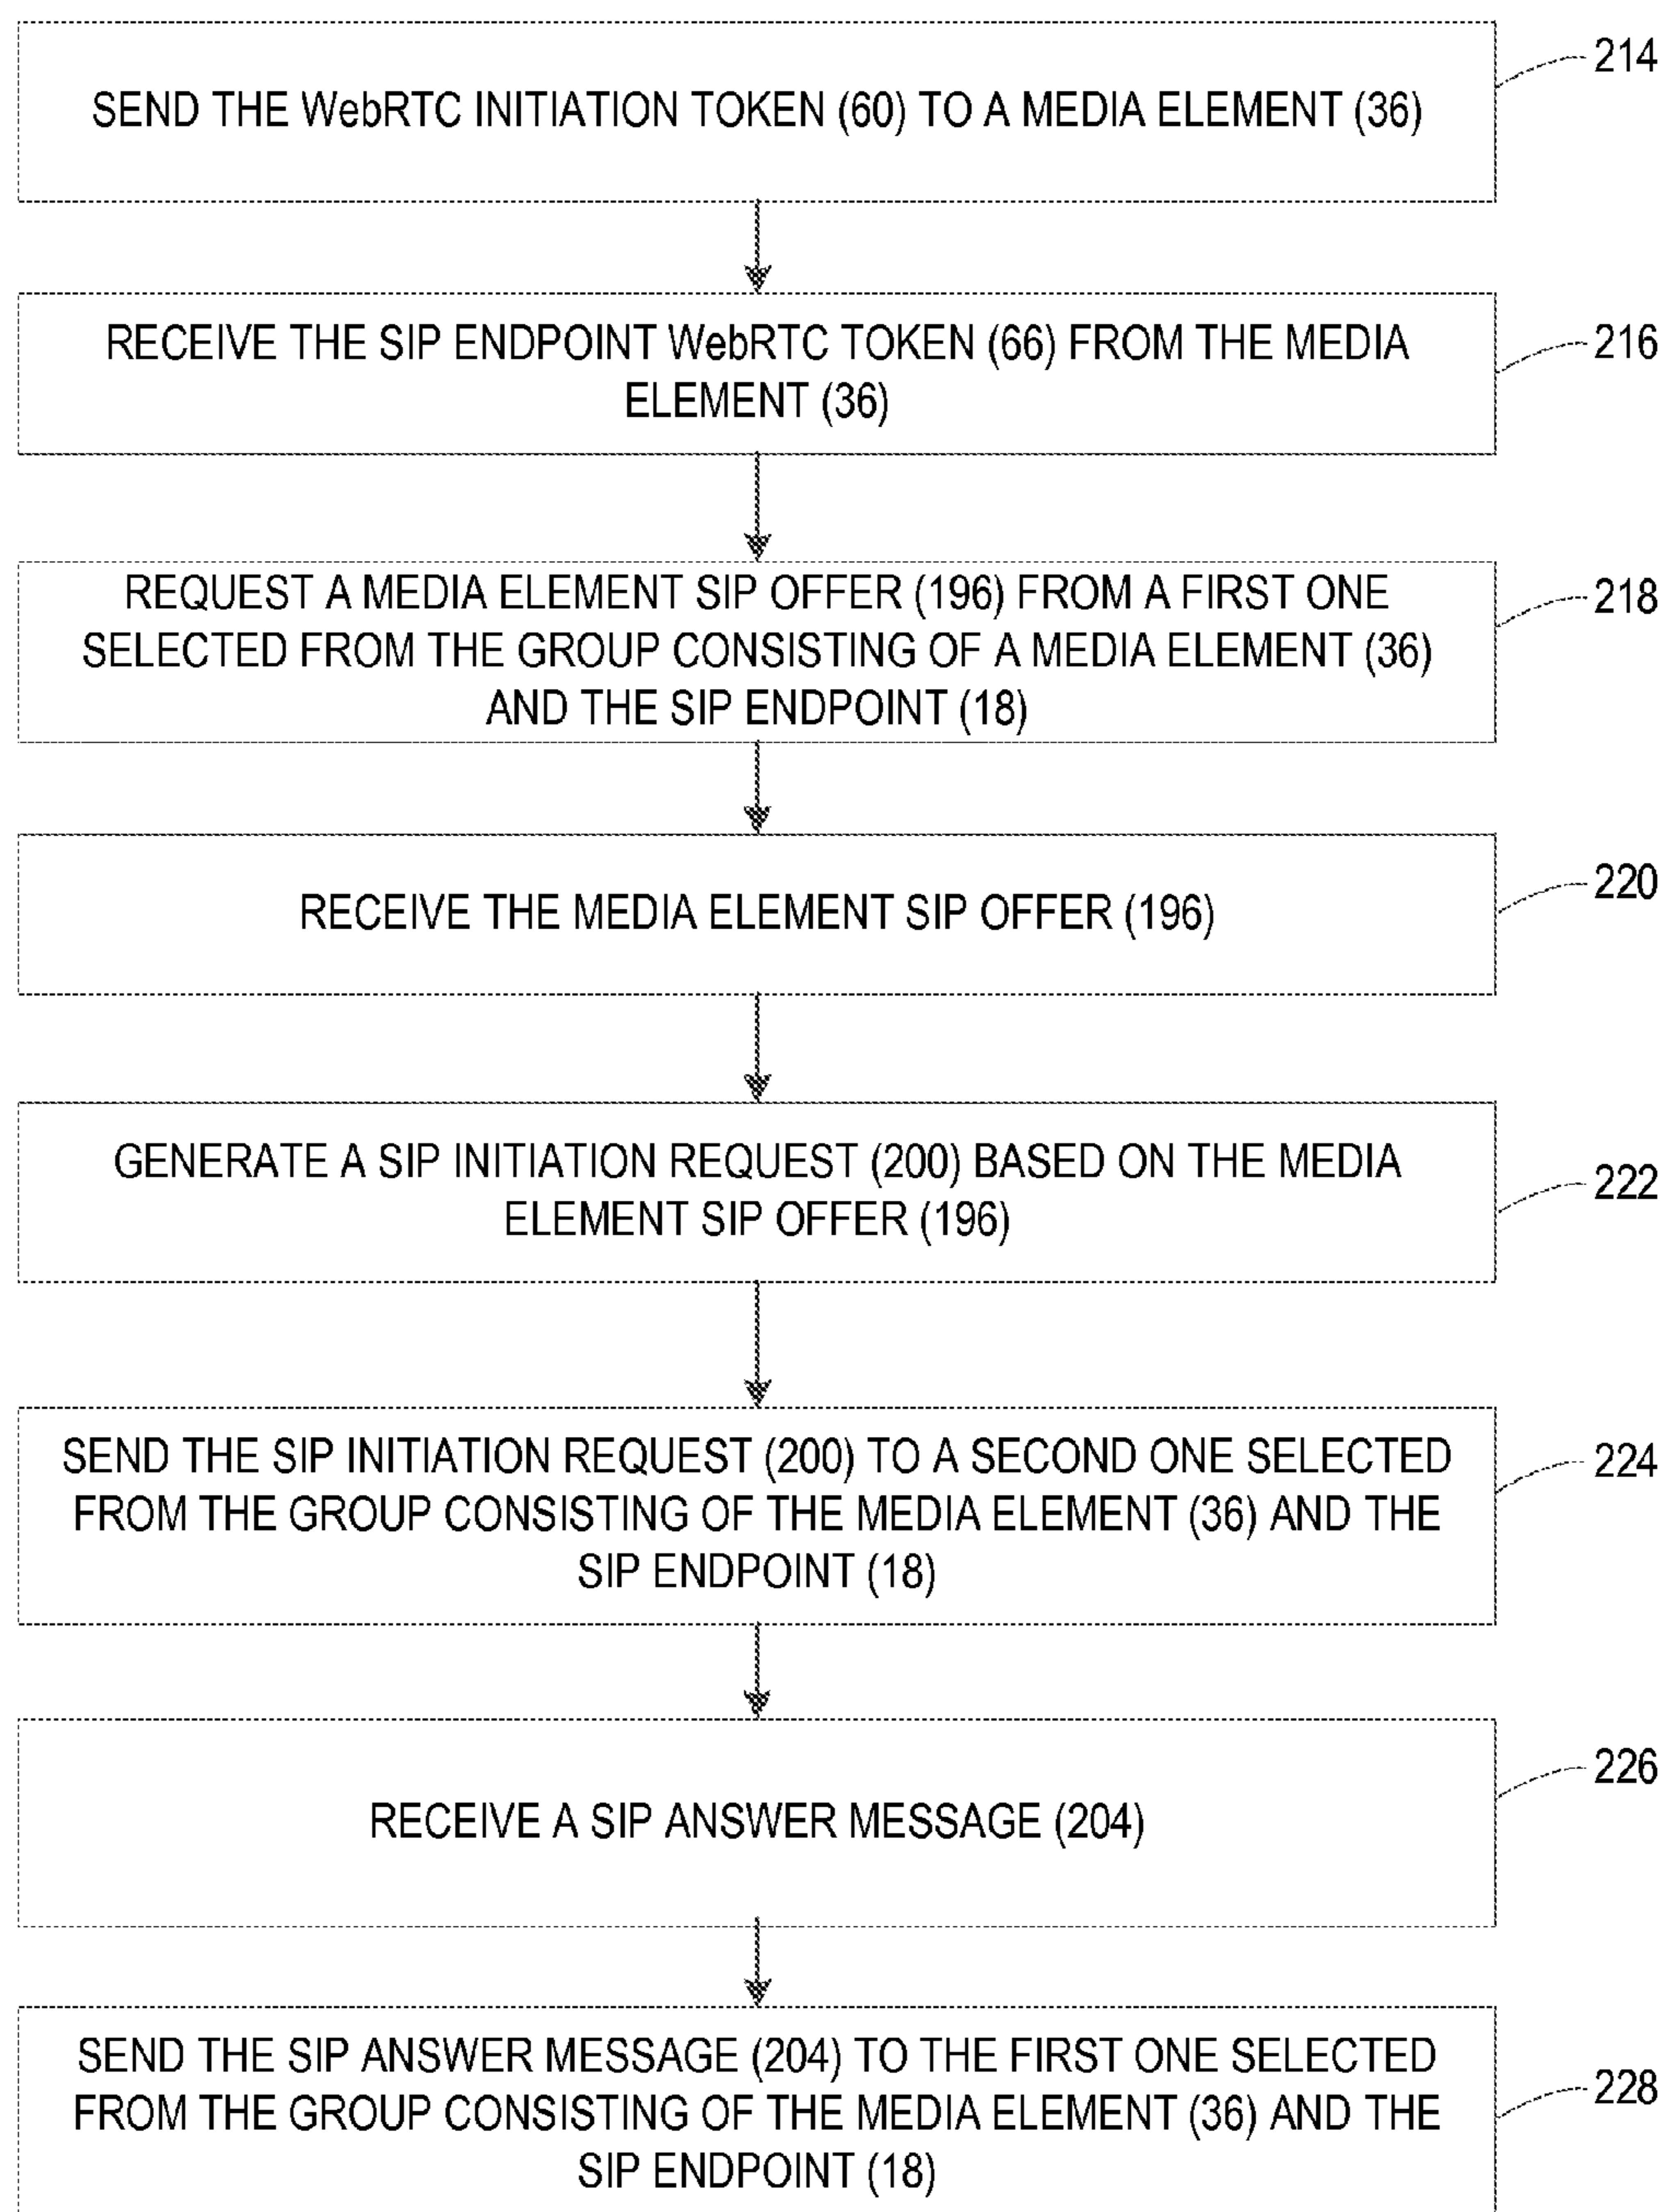 SEND THE WebRTC INITIATION TOKEN (60) TO A MEDIA ELEMENT (36)
214
RECEIVE THE SIP ENDPOINT WebRTC TOKEN (66) FROM THE MEDIA
ELEMENT (36)
216
REQUEST A MEDIA ELEMENT SIP OFFER (196) FROM A FIRST ONE
SELECTED FROM THE GROUP CONSISTING OF A MEDIA ELEMENT (36)
AND THE SIP ENDPOINT (18)
218
RECEIVE THE MEDIA ELEMENT SIP OFFER (196)
220
GENERATE A SIP INITIATION REQUEST (200) BASED ON THE MEDIA
ELEMENT SIP OFFER (196)
222
SEND THE SIP INITIATION REQUEST (200) TO A SECOND ONE SELECTED
FROM THE GROUP CONSISTING OF THE MEDIA ELEMENT (36) AND THE
SIP ENDPOINT (18)
224
RECEIVE A SIP ANSWER MESSAGE (204)
226
SEND THE SIP ANSWER MESSAGE (204) TO THE FIRST ONE SELECTED
FROM THE GROUP CONSISTING OF THE MEDIA ELEMENT (36) AND THE
SIP ENDPOINT (18)
228